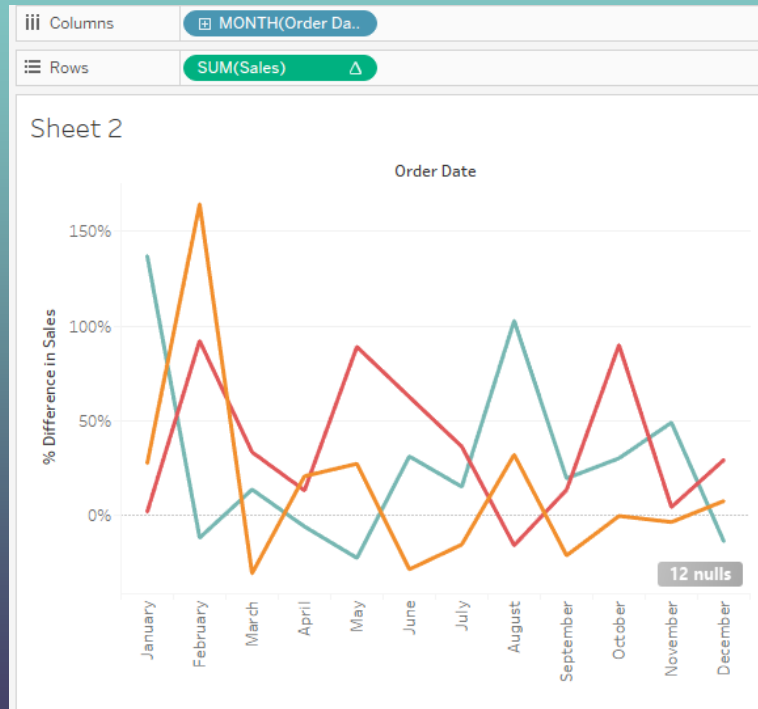 Columns
MONTH(Order Da..
Rows
SUM(Sales) Δ
Sheet 2
Order Date
% Difference in Sales
150%
100%
50%
0%
12 nulls
January
February
March
April
May
June
July
August
September
October
November
December